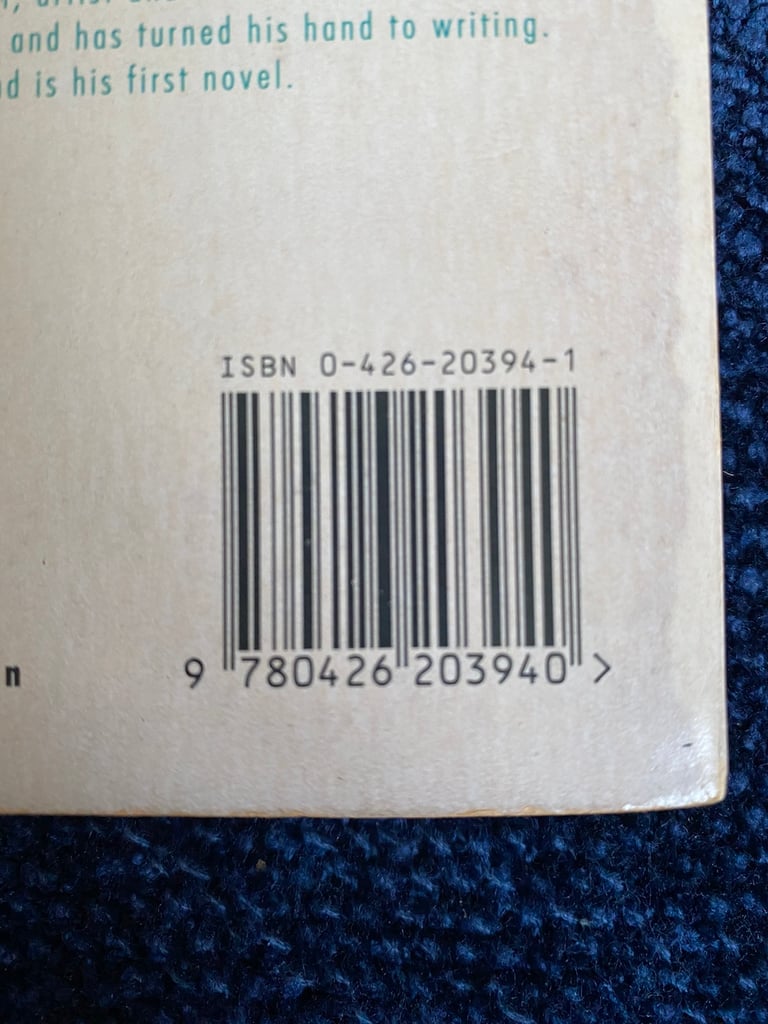 and has turned his hand to writing.
d is his first novel.
ISBN 0-426-20394-1
n
9 780426 203940 >